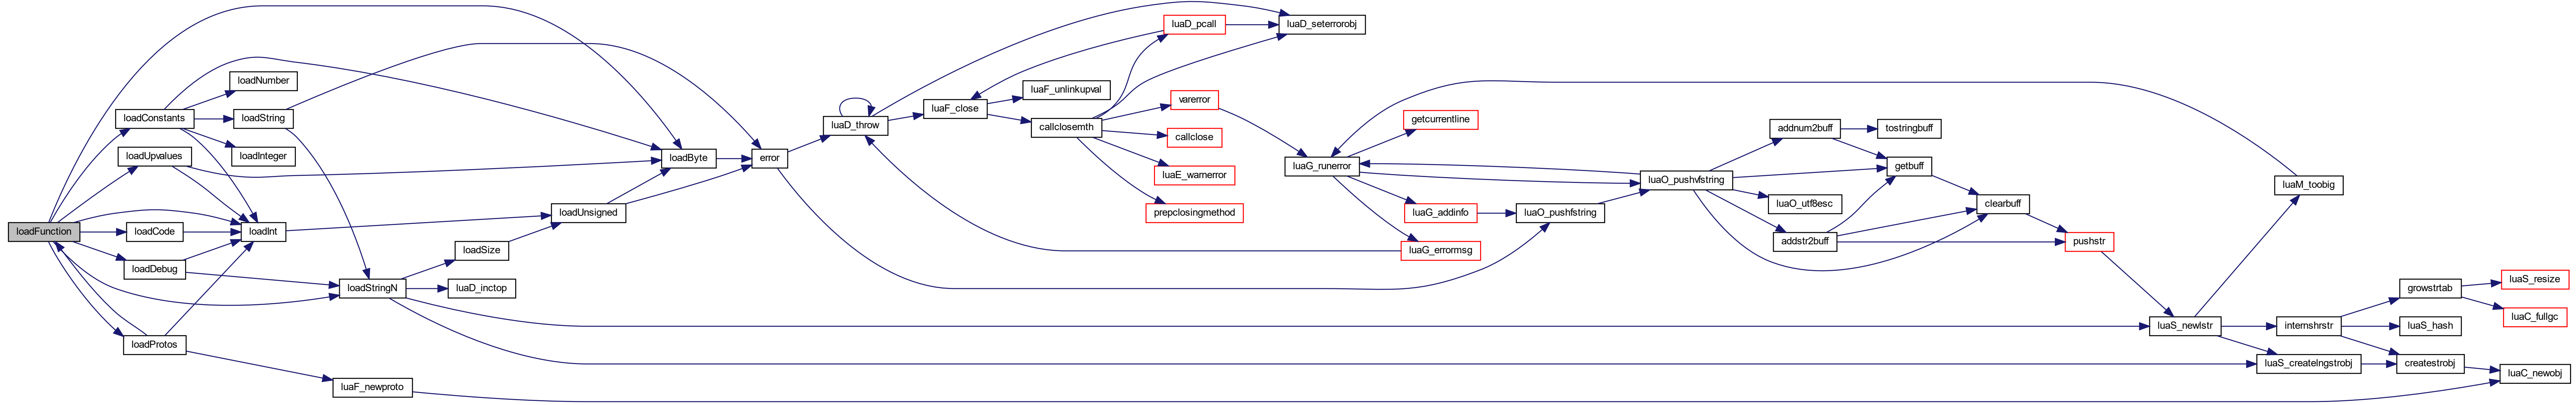 loadFunction
loadConstants
loadUpvalues
loadCode
loadDebug
loadProtos
loadNumber
loadString
loadInteger
loadInt
loadStringN
luaF_newproto
loadSize
luaD_inctop
loadUnsigned
loadByte
error
luaD_throw
luaF_close
luaF_unlinkupval
callclosemth
luaD_pcall
varerror
callclose
luaE_warnerror
prepclosingmethod
luaD_seterrorobj
luaG_runerror
getcurrentline
luaG_addinfo
luaG_errormsg
luaO_pushfstring
luaO_pushvfstring
addnum2buff
luaO_utf8esc
addstr2buff
tostringbuff
getbuff
clearbuff
pushstr
luaS_newlstr
luaM_toobig
internshrstr
luaS_createlngstrobj
growstrtab
luaS_hash
createstrobj
luaS_resize
luaC_fullgc
luaC_newobj